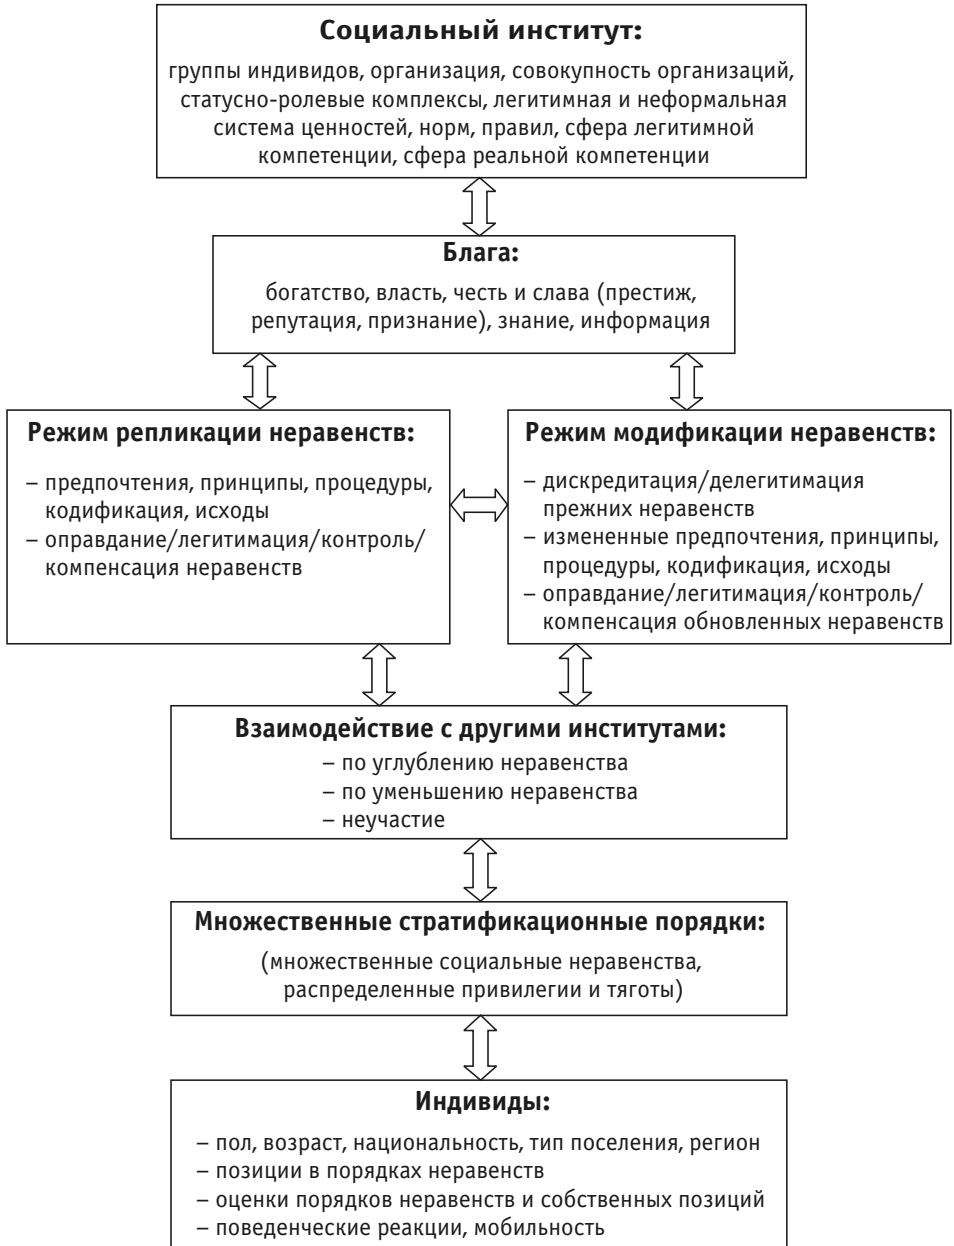 Социальный институт:
группы индивидов, организация, совокупность организаций,
статусно-ролевые комплексы, легитимная и неформальная
система ценностей, норм, правил, сфера легитимной
компетенции, сфера реальной компетенции
Блага:
богатство, власть, честь и слава (престиж,
репутация, признание), знание, информация
Режим репликации неравенств:
– предпочтения, принципы, процедуры,
кодификация, исходы
– оправдание/легитимация/контроль/
компенсация неравенств
Режим модификации неравенств:
– дискредитация/делегитимация
прежних неравенств
– измененные предпочтения, принципы,
процедуры, кодификация, исходы
– оправдание/легитимация/контроль/
компенсация обновленных неравенств
Взаимодействие с другими институтами:
– по углублению неравенства
– по уменьшению неравенства
– неучастие
Множественные стратификационные порядки:
(множественные социальные неравенства,
распределенные привилегии и тяготы)
Индивиды:
– пол, возраст, национальность, тип поселения, регион
– позиции в порядках неравенств
– оценки порядков неравенств и собственных позиций
– поведенческие реакции, мобильность